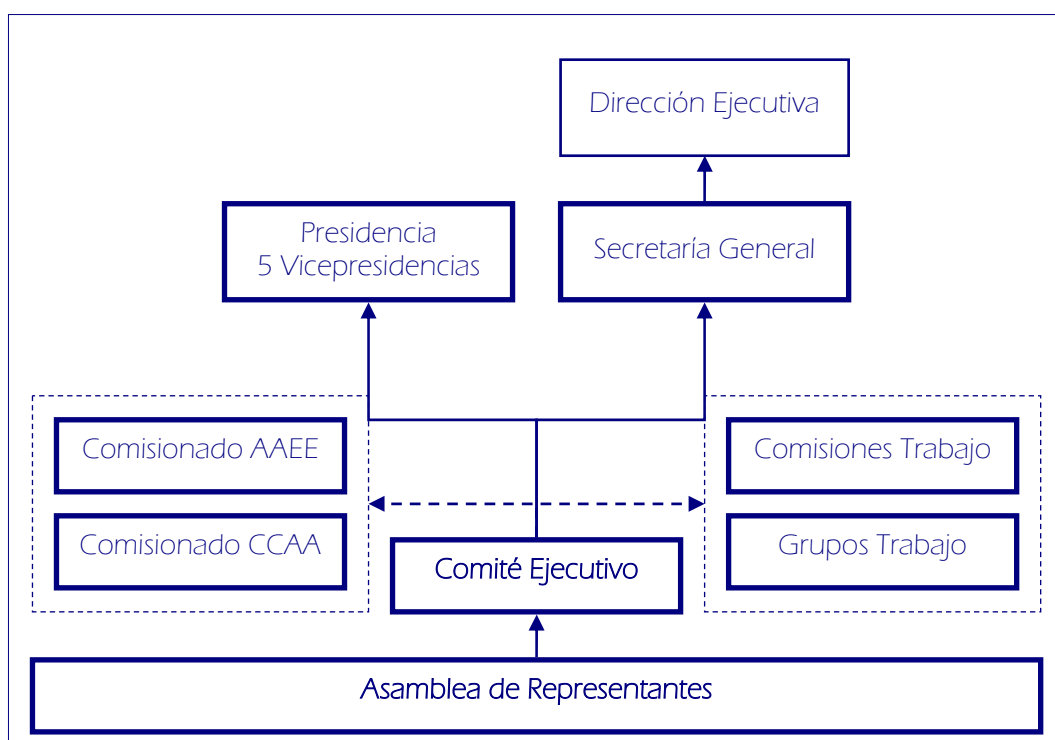 Dirección Ejecutiva
Presidencia
5 Vicepresidencias
Secretaría General
Comisionado AAEE
Comisiones Trabajo
Comisionado CCAA
Grupos Trabajo
Comité Ejecutivo
Asamblea de Representantes